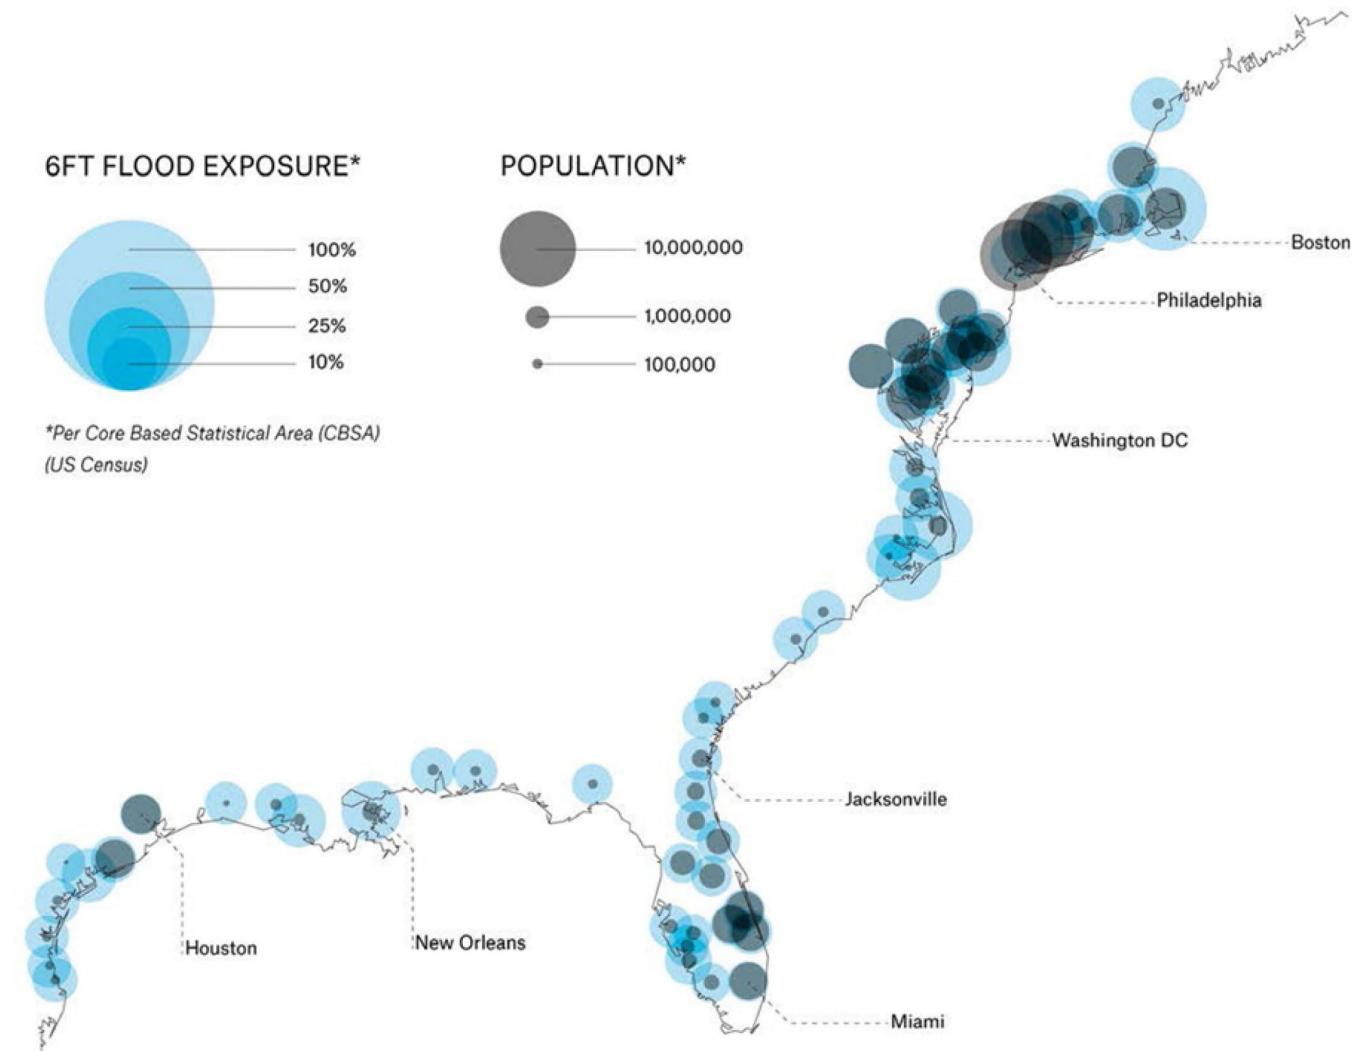 6FT FLOOD EXPOSURE*
100%
50%
25%
10%
*Per Core Based Statistical Area (CBSA)
(US Census)
POPULATION*
10,000,000
1,000,000
100,000
Boston
Philadelphia
Washington DC
Jacksonville
Houston
New Orleans
Miami